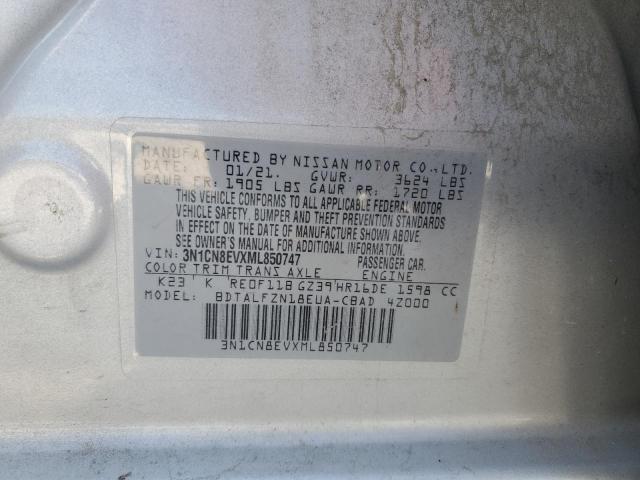 MANUFACTURED BY NISSAN MOTOR CO.,LTD.
DATE: 01/21. GVWR: 3624 LBS
GAWR FR: 1905 LBS GAWR RR: 1720 LBS
THIS VEHICLE CONFORMS TO ALL APPLICABLE FEDERAL MOTOR
VEHICLE SAFETY, BUMPER AND THEFT PREVENTION STANDARDS
IN EFFECT ON THE DATE OF MANUFACTURE SHOWN ABOVE.
SEE OWNER'S MANUAL FOR ADDITIONAL INFORMATION.
VIN: 3N1CN8EVXML850747 PASSENGER CAR.
COLOR TRIM TRANS AXLE ENGINE
K23 K RE0F11B GZ39 HR16DE 1598 CC
MODEL: BDTALFZN18EUA-CBAD 4Z000
3N1CN8EVXML850747